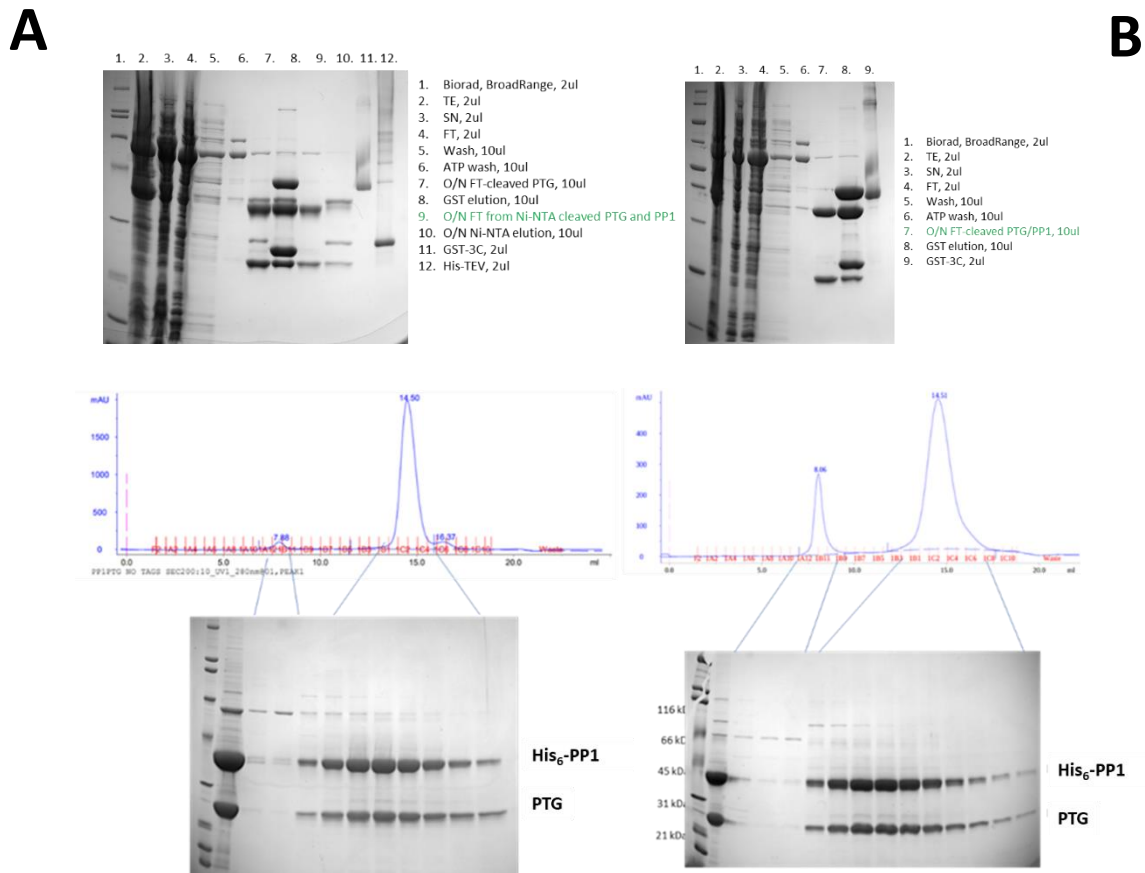 A
B
1. 2. 3. 4. 5. 6. 7. 8. 9. 10. 11. 12.
1. Biorad, BroadRange, 2ul
2. TE, 2ul
3. SN, 2ul
4. FT, 2ul
5. Wash, 10ul
6. ATP wash, 10ul
7. O/N FT-cleaved PTG, 10ul
8. GST elution, 10ul
9. O/N FT from Ni-NTA cleaved PTG and PP1
10. O/N Ni-NTA elution, 10ul
11. GST-3C, 2ul
12. His-TEV, 2ul
1. 2. 3. 4. 5. 6. 7. 8. 9.
1. Biorad, BroadRange, 2ul
2. TE, 2ul
3. SN, 2ul
4. FT, 2ul
5. Wash, 10ul
6. ATP wash, 10ul
7. O/N FT-cleaved PTG/PP1, 10ul
8. GST elution, 10ul
9. GST-3C, 2ul
mAU
14.50
1500
1000
500
0
7.88
16.37
Waste
0.0 5.0 10.0 15.0 20.0 ml
PP1PTG NO TAGS SEC200:10_UV1_280nm@01,PEAK1
mAU
14.51
400
300
200
100
0
8.06
Waste
0.0 5.0 10.0 15.0 20.0 ml
His₆-PP1
PTG
116 kD
66 kD
45 kDa
31 kDa
21 kDa
His₆-PP1
PTG